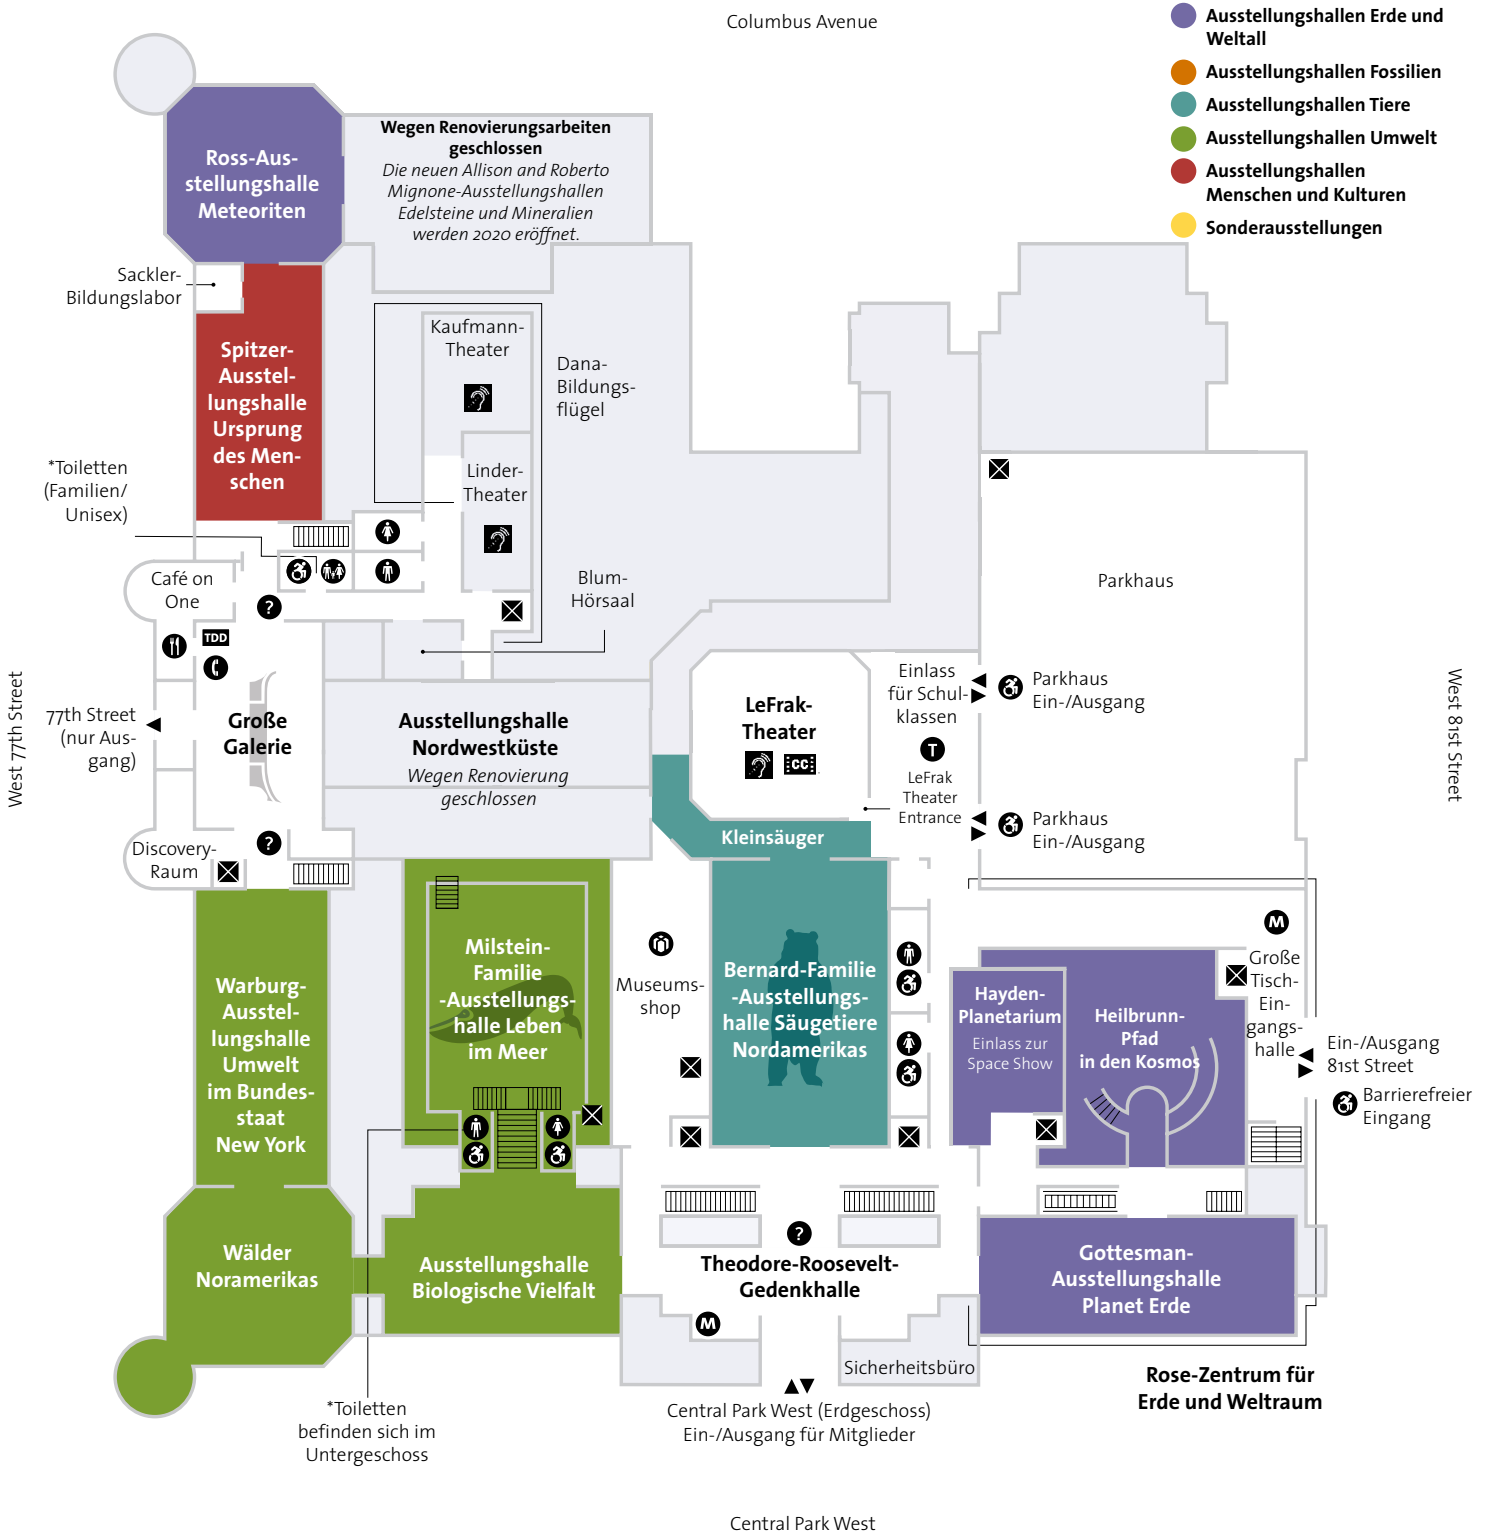 Columbus Avenue
Ausstellungshallen Erde und
Weltall
Ausstellungshallen Fossilien
Ausstellungshallen Tiere
Ausstellungshallen Umwelt
Ausstellungshallen
Menschen und Kulturen
Sonderausstellungen
Wegen Renovierungsarbeiten
geschlossen
Die neuen Allison and Roberto
Mignone-Ausstellungshallen
Edelsteine und Mineralien
werden 2020 eröffnet.
Ross-Aus-
stellungshalle
Meteoriten
Sackler-
Bildungslabor
Spitzer-
Ausstel-
lungshalle
Ursprung
des Men-
schen
Kaufmann-
Theater
Dana-
Bildungs-
flügel
Linder-
Theater
*Toiletten
(Familien/
Unisex)
Café on
One
?
TDD
Blum-
Hörsaal
Parkhaus
West 77th Street
77th Street
(nur Aus-
gang)
Große
Galerie
Ausstellungshalle
Nordwestküste
Wegen Renovierung
geschlossen
LeFrak-
Theater
CC
Einlass
für Schul-
klassen
T
LeFrak
Theater
Entrance
Parkhaus
Ein-/Ausgang
Parkhaus
Ein-/Ausgang
West 81st Street
Kleinsäuger
?
Discovery-
Raum
Warburg-
Ausstel-
lungshalle
Umwelt
im Bundes-
staat
New York
Milstein-
Familie
-Ausstellungs-
halle Leben
im Meer
Museums-
shop
Bernard-Familie
-Ausstellungs-
halle Säugetiere
Nordamerikas
Hayden-
Planetarium
Einlass zur
Space Show
Heilbrunn-
Pfad
in den Kosmos
M
Große
Tisch-
Ein-
gangs-
halle
Ein-/Ausgang
81st Street
Barrierefreier
Eingang
Wälder
Noramerikas
Ausstellungshalle
Biologische Vielfalt
?
Theodore-Roosevelt-
Gedenkhalle
M
Gottesman-
Ausstellungshalle
Planet Erde
Sicherheitsbüro
Rose-Zentrum für
Erde und Weltraum
*Toiletten
befinden sich im
Untergeschoss
Central Park West (Erdgeschoss)
Ein-/Ausgang für Mitglieder
Central Park West